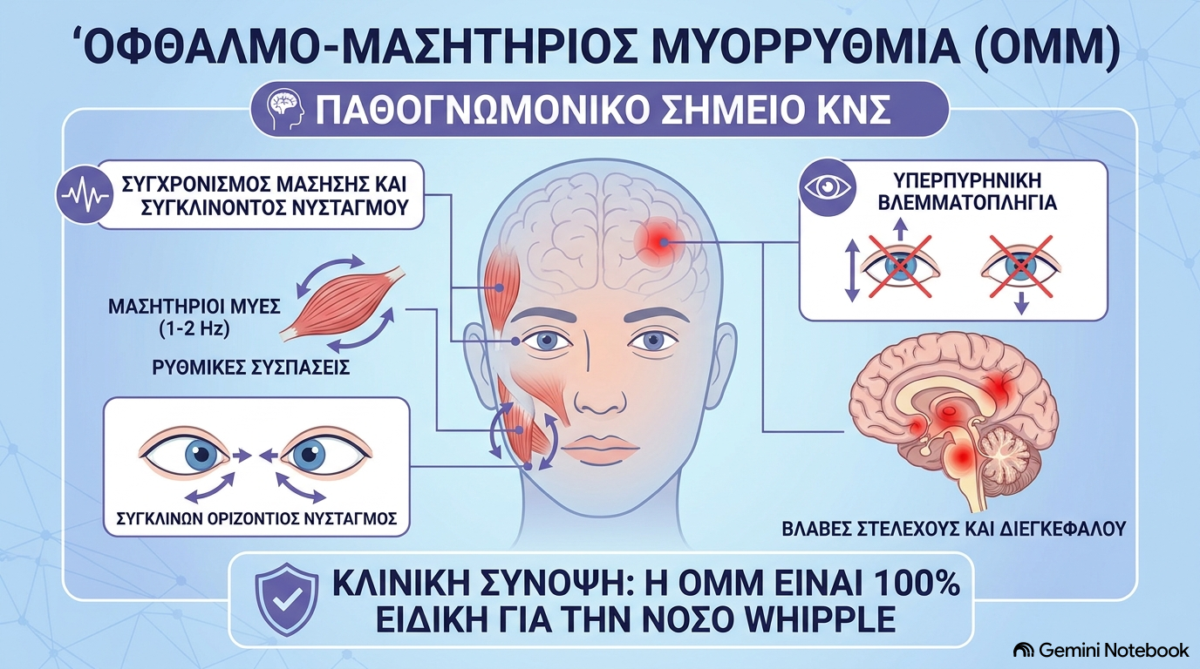 ‘ΟΦΘΑΛΜΟ-ΜΑΣΗΤΗΡΙΟΣ ΜΥΟΡΡΥΘΜΙΑ (ΟΜΜ)
ΠΑΘΟΓΝΩΜΟΝΙΚΟ ΣΗΜΕΙΟ ΚΝΣ
ΣΥΓΧΡΟΝΙΣΜΟΣ ΜΑΣΗΣΗΣ ΚΑΙ
ΣΥΓΚΛΙΝΟΝΤΟΣ ΝΥΣΤΑΓΜΟΥ
ΜΑΣΗΤΗΡΙΟΙ ΜΥΕΣ
(1-2 Hz)
ΡΥΘΜΙΚΕΣ ΣΥΣΠΑΣΕΙΣ
ΣΥΓΚΛΙΝΩΝ ΟΡΙΖΟΝΤΙΟΣ ΝΥΣΤΑΓΜΟΣ
ΥΠΕΡΠΥΡΗΝΙΚΗ
ΒΛΕΜΜΑΤΟΠΛΗΓΙΑ
ΒΛΑΒΕΣ ΣΤΕΛΕΧΟΥΣ ΚΑΙ ΔΙΕΓΚΕΦΑΛΟΥ
ΚΛΙΝΙΚΗ ΣΥΝΟΨΗ: Η ΟΜΜ ΕΙΝΑΙ 100%
ΕΙΔΙΚΗ ΓΙΑ ΤΗΝ ΝΟΣΟ WHIPPLE
Gemini Notebook